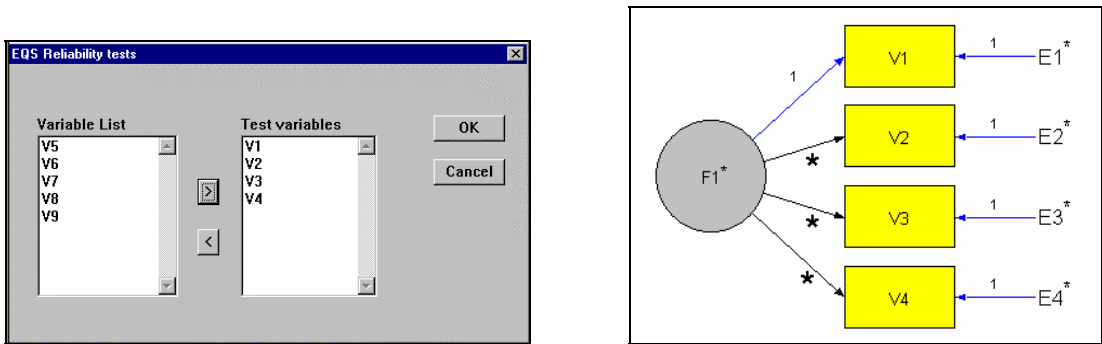 EQS Reliability tests
Variable List
V5
V6
V7
V8
V9
>
<
Test variables
V1
V2
V3
V4
OK
Cancel
F1*
1
*
*
*
V1
1
E1*
V2
1
E2*
V3
1
E3*
V4
1
E4*